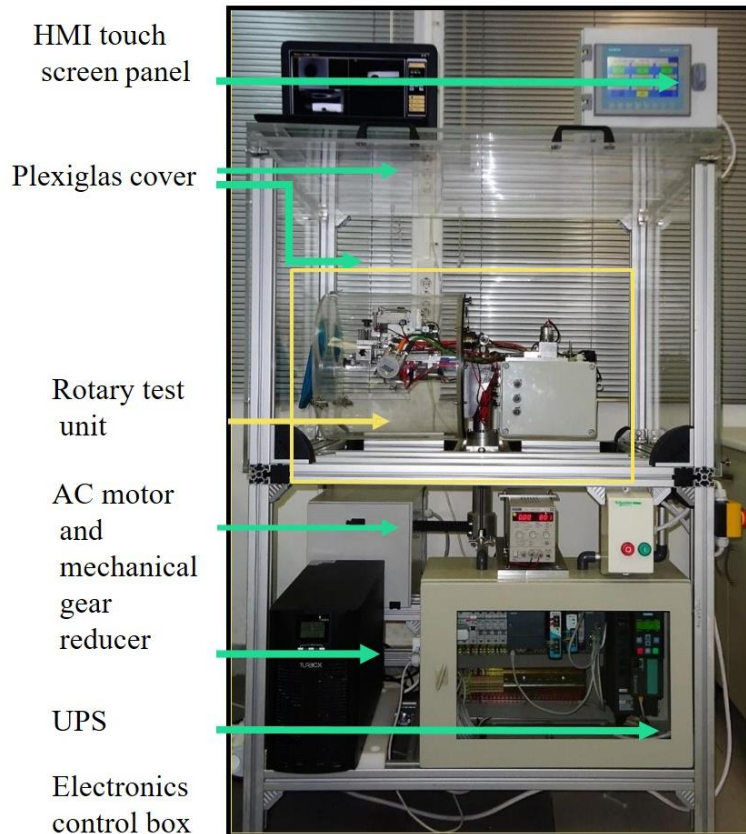 HMI touch
screen panel
Plexiglas cover
Rotary test
unit
AC motor
and
mechanical
gear
reducer
UPS
Electronics
control box
TURBOX